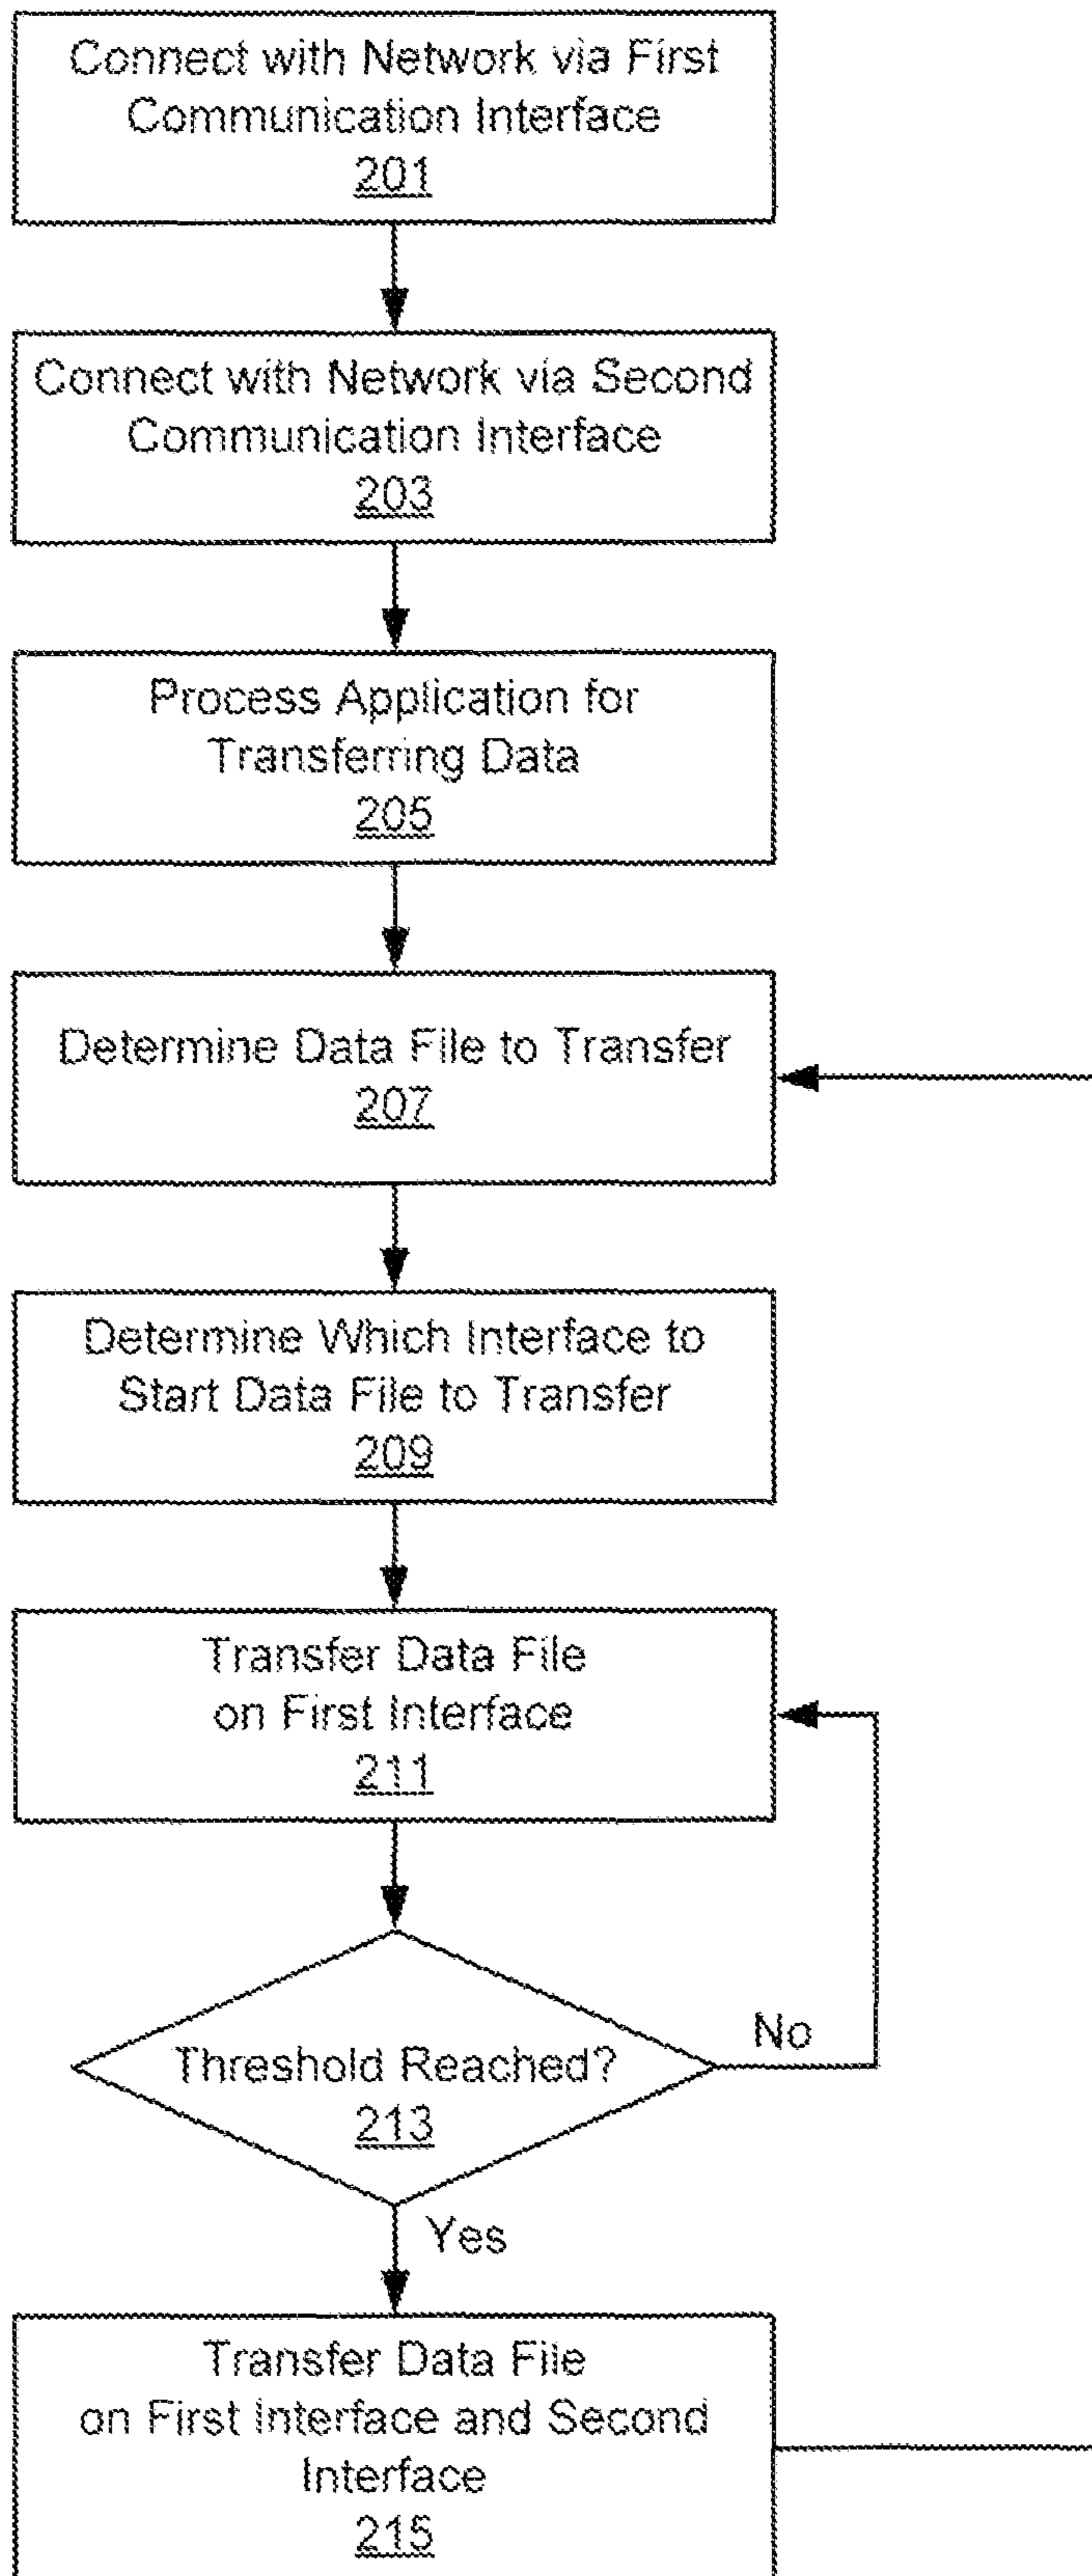 Connect with Network via First
Communication Interface
201
Connect with Network via Second
Communication Interface
203
Process Application for
Transferring Data
205
Determine Data File to Transfer
207
Determine Which Interface to
Start Data File to Transfer
209
Transfer Data File
on First Interface
211
Threshold Reached?
213
No
Yes
Transfer Data File
on First Interface and Second
Interface
215